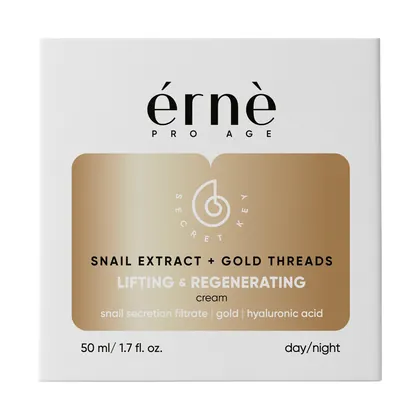 érnè
PRO AGE
SECRET KEY
SNAIL EXTRACT + GOLD THREADS
LIFTING & REGENERATING
cream
snail secretion filtrate | gold | hyaluronic acid
50 ml/ 1.7 fl. oz.
day/night